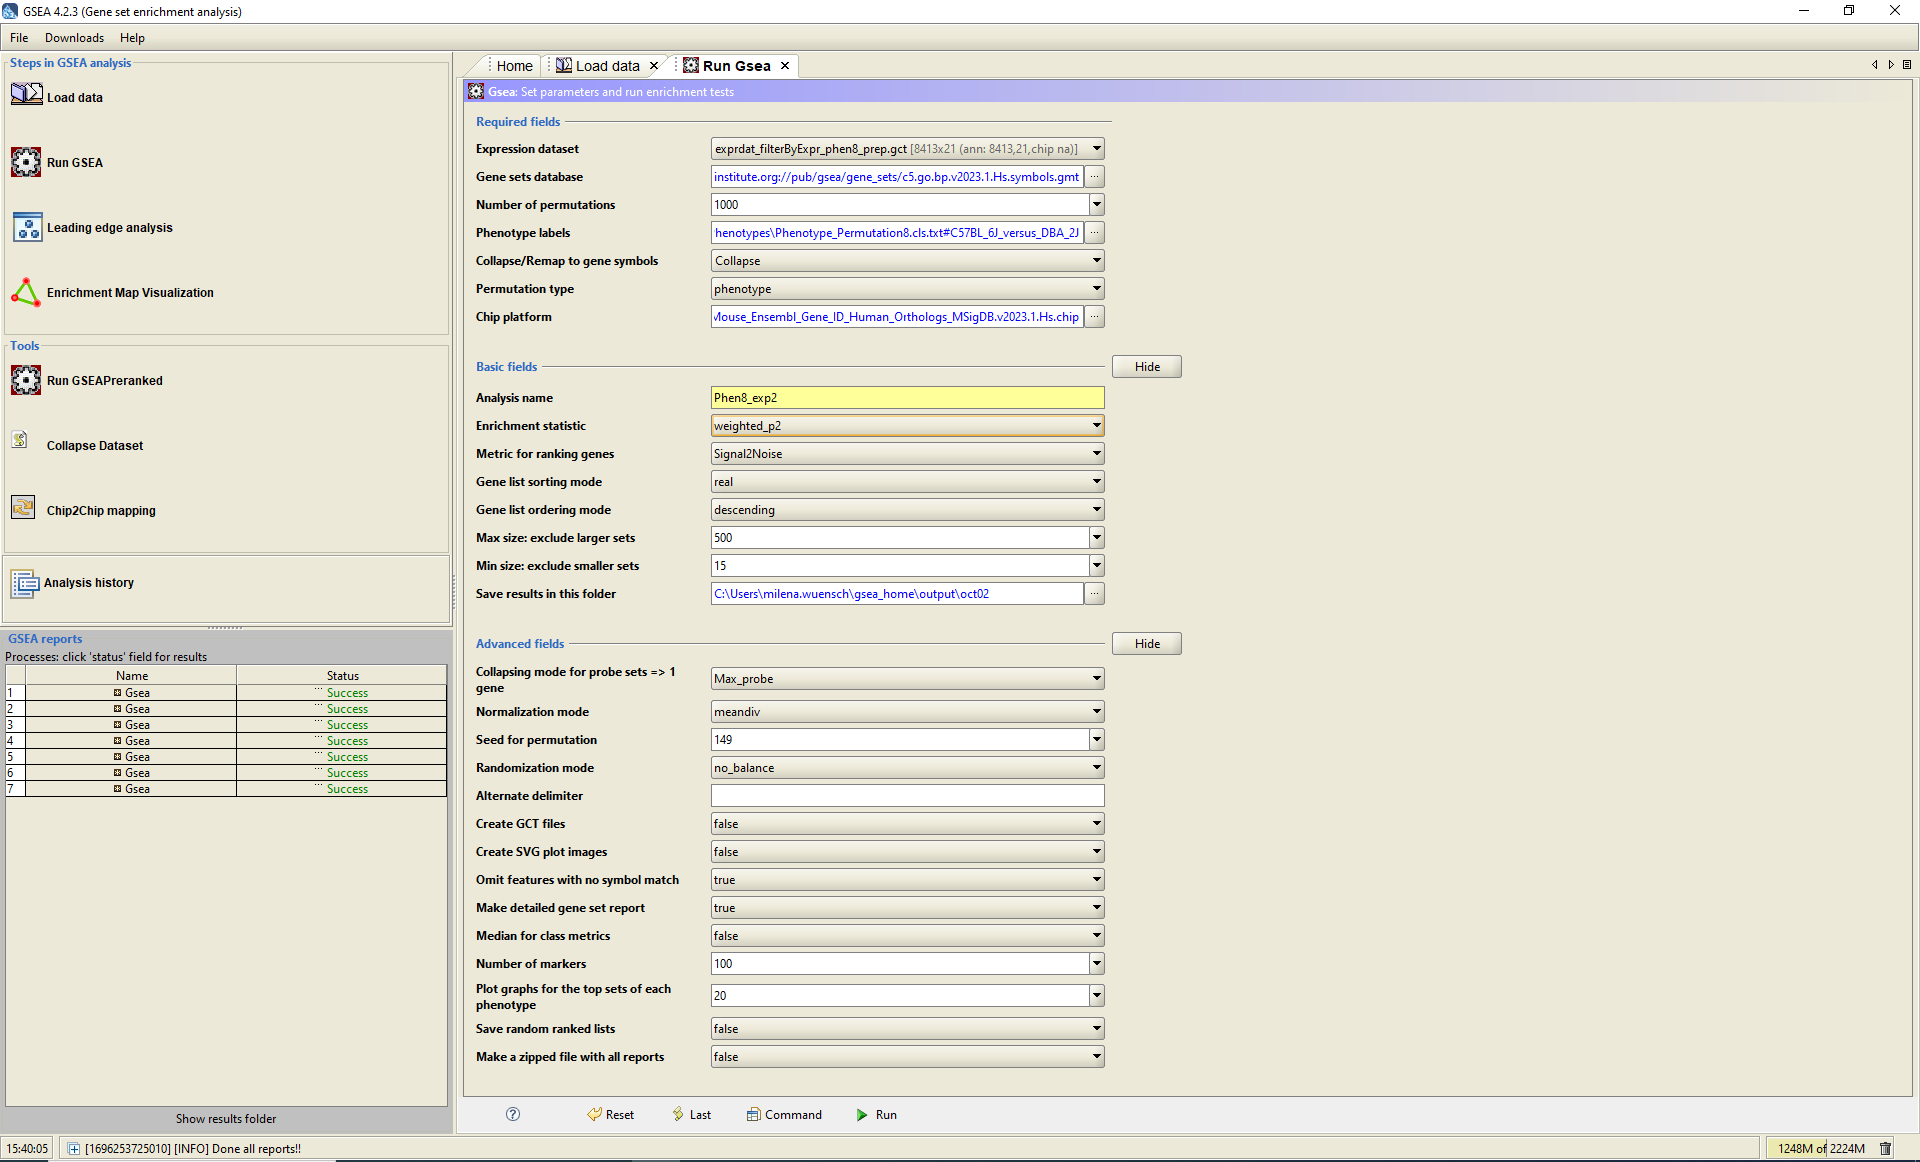 GSEA 4.2.3 (Gene set enrichment analysis)
File Downloads Help
Steps in GSEA analysis
Load data
Run GSEA
Leading edge analysis
Enrichment Map Visualization
Tools
Run GSEAPreranked
Collapse Dataset
Chip2Chip mapping
Analysis history
GSEA reports
Processes: click 'status' field for results
Name Status
1 Gsea ... Success
2 Gsea ... Success
3 Gsea ... Success
4 Gsea ... Success
5 Gsea ... Success
6 Gsea ... Success
7 Gsea ... Success
Show results folder
Home Load data Run Gsea
Gsea: Set parameters and run enrichment tests
Required fields
Expression dataset exprdat_filterByExpr_phen8_prep.gct [8413x21 (ann: 8413,21,chip na)]
Gene sets database institute.org://pub/gsea/gene_sets/c5.go.bp.v2023.1.Hs.symbols.gmt ...
Number of permutations 1000
Phenotype labels henotypes\Phenotype_Permutation8.cls.txt#C57BL_6J_versus_DBA_2J ...
Collapse/Remap to gene symbols Collapse
Permutation type phenotype
Chip platform Mouse_Ensembl_Gene_ID_Human_Orthologs_MSigDB.v2023.1.Hs.chip ...
Basic fields Hide
Analysis name Phen8_exp2
Enrichment statistic weighted_p2
Metric for ranking genes Signal2Noise
Gene list sorting mode real
Gene list ordering mode descending
Max size: exclude larger sets 500
Min size: exclude smaller sets 15
Save results in this folder C:\Users\milena.wuensch\gsea_home\output\oct02 ...
Advanced fields Hide
Collapsing mode for probe sets => 1
gene Max_probe
Normalization mode meandiv
Seed for permutation 149
Randomization mode no_balance
Alternate delimiter
Create GCT files false
Create SVG plot images false
Omit features with no symbol match true
Make detailed gene set report true
Median for class metrics false
Number of markers 100
Plot graphs for the top sets of each
phenotype 20
Save random ranked lists false
Make a zipped file with all reports false
? Reset Last Command Run
15:40:05 [1696253725010] [INFO] Done all reports!! 1248M of 2224M